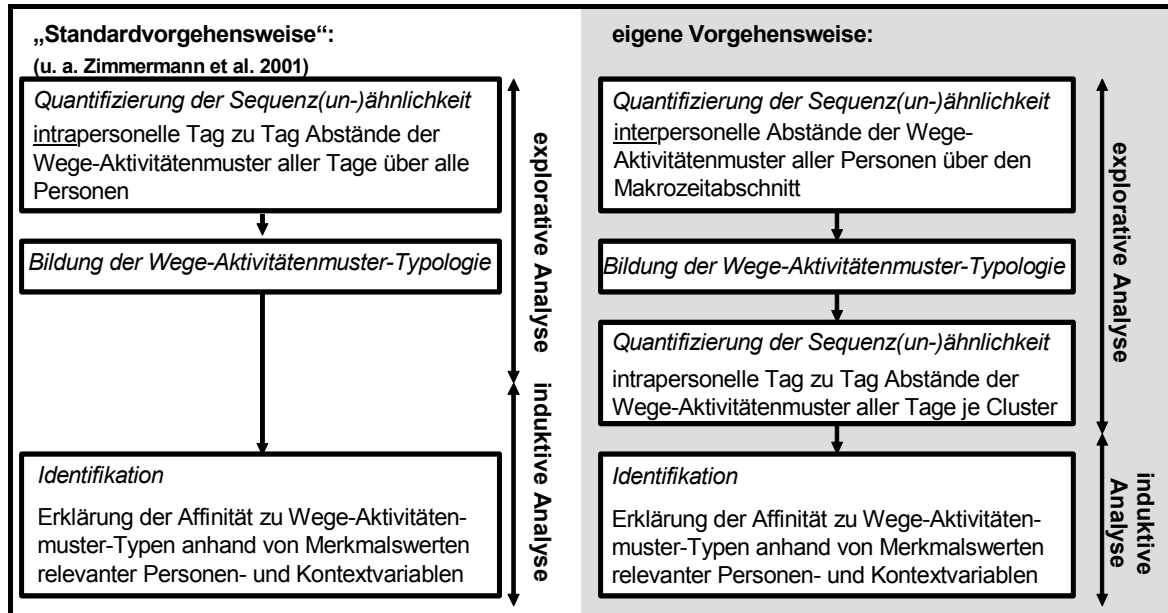 „Standardvorgehensweise“:
(u. a. Zimmermann et al. 2001)
Quantifizierung der Sequenz(un-)ähnlichkeit
intrapersonelle Tag zu Tag Abstände der
Wege-Aktivitätenmuster aller Tage über alle
Personen
Bildung der Wege-Aktivitätenmuster-Typologie
Identifikation
Erklärung der Affinität zu Wege-Aktivitäten-
muster-Typen anhand von Merkmalswerten
relevanter Personen- und Kontextvariablen
explorative Analyse
induktive Analyse
eigene Vorgehensweise:
Quantifizierung der Sequenz(un-)ähnlichkeit
interpersonelle Abstände der Wege-
Aktivitätenmuster aller Personen über den
Makrozeitabschnitt
Bildung der Wege-Aktivitätenmuster-Typologie
Quantifizierung der Sequenz(un-)ähnlichkeit
intrapersonelle Tag zu Tag Abstände der
Wege-Aktivitätenmuster aller Tage je Cluster
Identifikation
Erklärung der Affinität zu Wege-Aktivitäten-
muster-Typen anhand von Merkmalswerten
relevanter Personen- und Kontextvariablen
explorative Analyse
induktive
Analyse